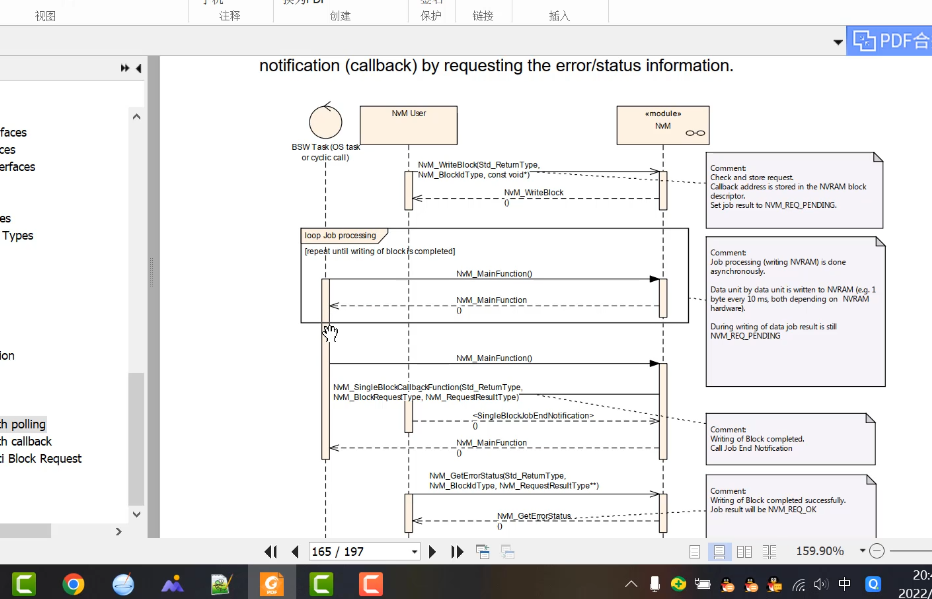 视图
注释
创建
保护
链接
插入
PDF合
notification (callback) by requesting the error/status information.
faces
ces
erfaces
es
Types
ion
ch polling
ch callback
ti Block Request
BSW Task (OS task
or cyclic call)
NvM User
«module»
NvM
NvM_WriteBlock(Std_ReturnType,
NvM_BlockIdType, const void*)
NvM_WriteBlock
()
Comment:
Check and store request.
Callback address is stored in the NVRAM block
descriptor.
Set job result to NVM_REQ_PENDING.
loop Job processing
[repeat until writing of block is completed]
NvM_MainFunction()
NvM_MainFunction
()
Comment:
Job processing (writing NVRAM) is done
asynchronously.
Data unit by data unit is written to NVRAM (e.g. 1
byte every 10 ms, both depending on NVRAM
hardware).
During writing of data job result is still
NVM_REQ_PENDING
NvM_MainFunction()
NvM_SingleBlockCallbackFunction(Std_ReturnType,
NvM_BlockRequestType, NvM_RequestResultType)
<SingleBlockJobEndNotification>
()
NvM_MainFunction
()
Comment:
Writing of Block completed.
Call Job End Notification
NvM_GetErrorStatus(Std_ReturnType,
NvM_BlockIdType, NvM_RequestResultType**)
NvM_GetErrorStatus
()
Comment:
Writing of Block completed successfully.
Job result will be NVM_REQ_OK
165 / 197
159.90%
中
20:4
2022/